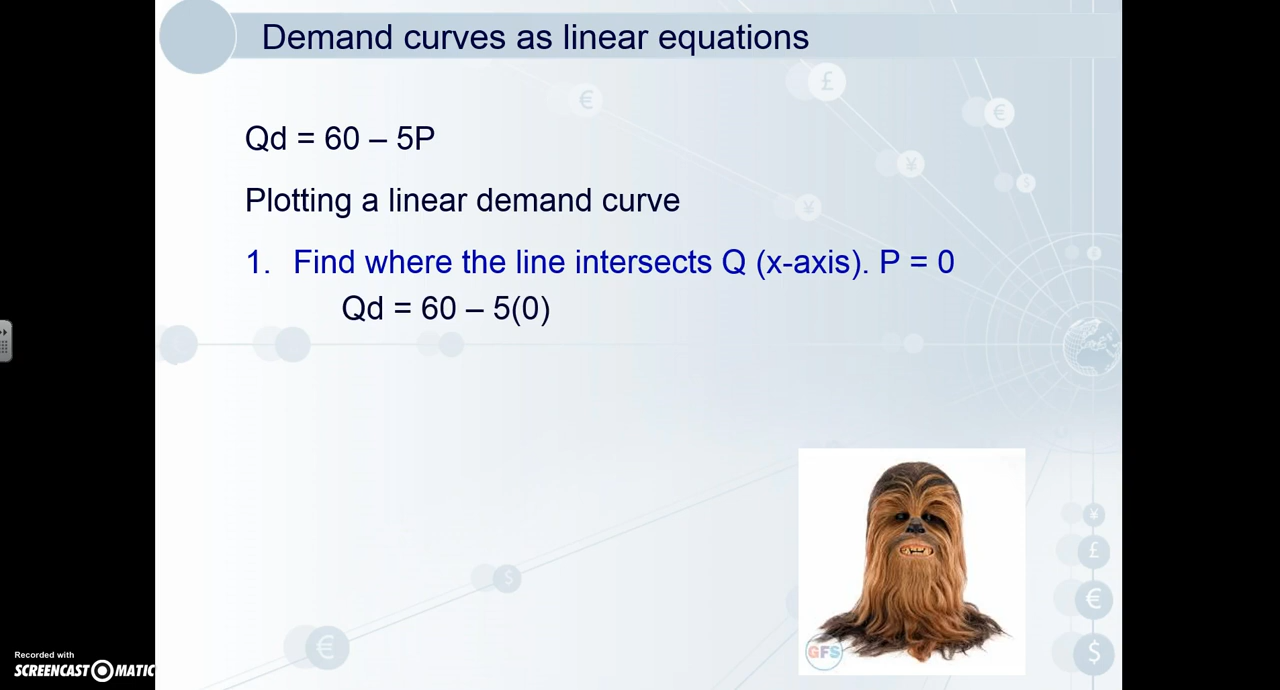 Demand curves as linear equations
Qd = 60 – 5P
Plotting a linear demand curve
1. Find where the line intersects Q (x-axis). P = 0
Qd = 60 – 5(0)
GFS
Recorded with
SCREENCAST MATIC